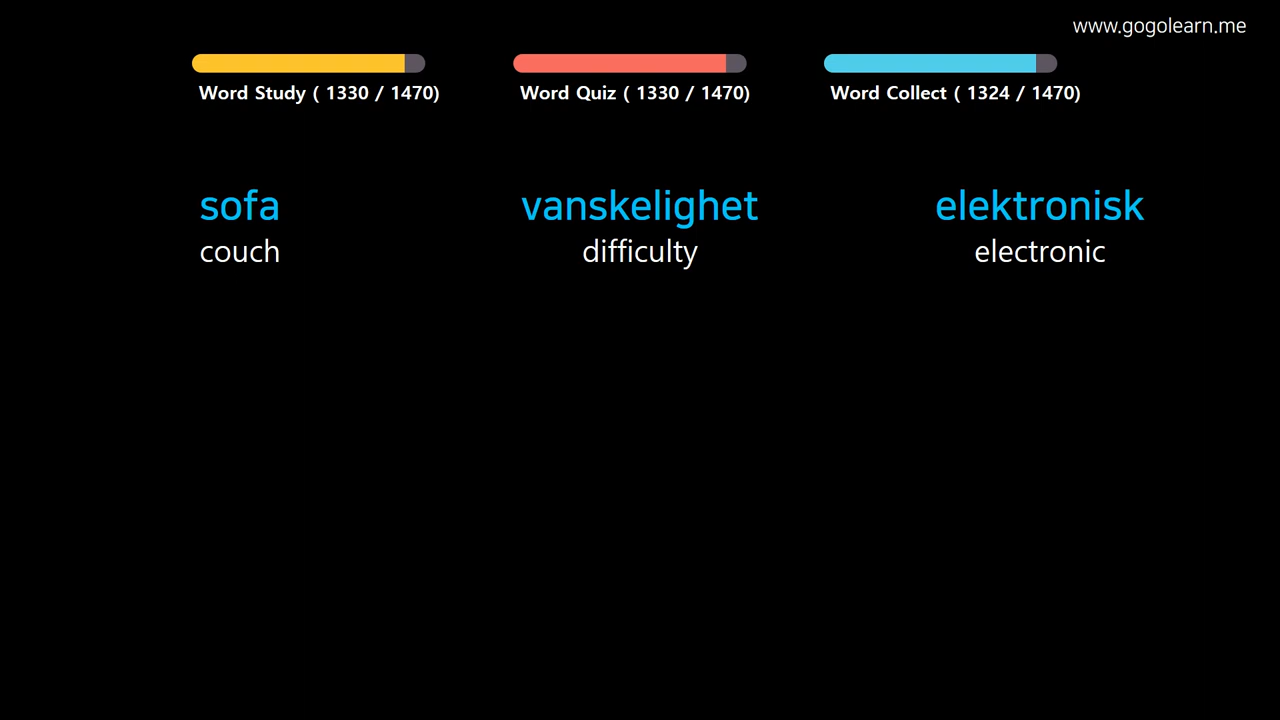 www.gogolearn.me
Word Study ( 1330 / 1470)
Word Quiz ( 1330 / 1470)
Word Collect ( 1324 / 1470)
sofa
couch
vanskelighet
difficulty
elektronisk
electronic